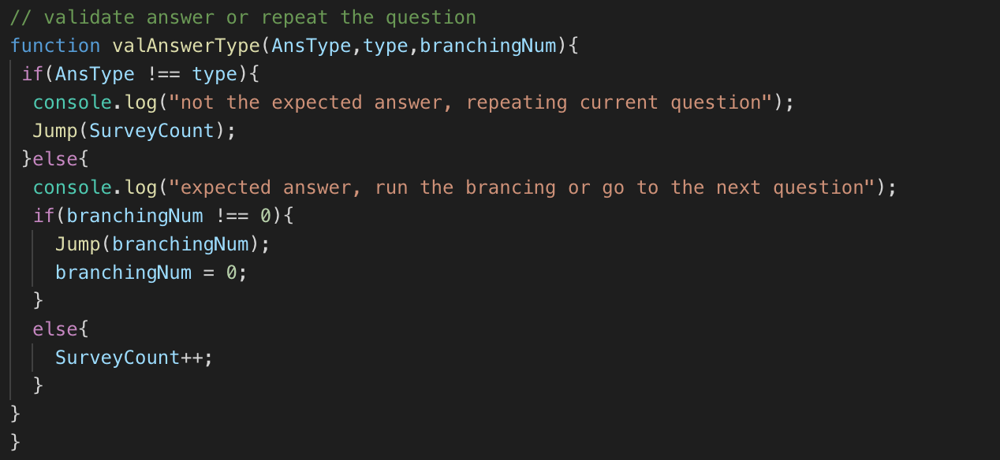 // validate answer or repeat the question
function valAnswerType(AnsType,type,branchingNum){
 if(AnsType !== type){
  console.log("not the expected answer, repeating current question");
  Jump(SurveyCount);
 }else{
  console.log("expected answer, run the brancing or go to the next question");
  if(branchingNum !== 0){
    Jump(branchingNum);
    branchingNum = 0;
  }
  else{
    SurveyCount++;
  }
}
}